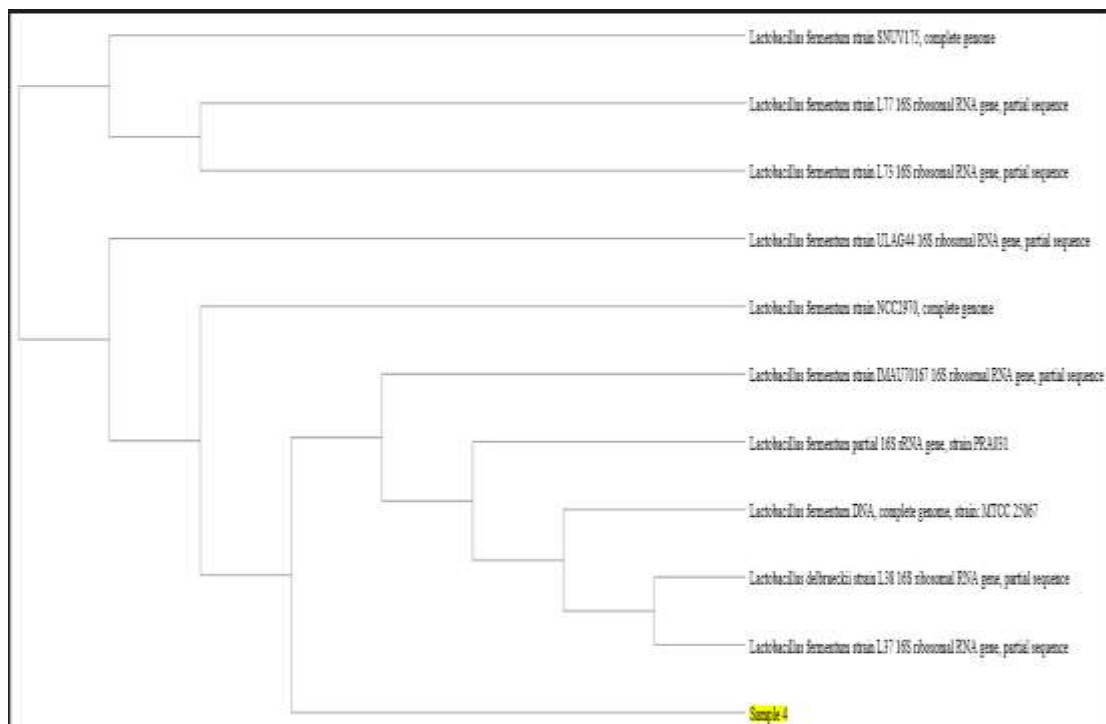 Lactobacillus fermentum strain SNUV175, complete genome
Lactobacillus fermentum strain L77 16S ribosomal RNA gene, partial sequence
Lactobacillus fermentum strain L73 16S ribosomal RNA gene, partial sequence
Lactobacillus fermentum strain ULAG44 16S ribosomal RNA gene, partial sequence
Lactobacillus fermentum strain NCC2970, complete genome
Lactobacillus fermentum strain IMAU70167 16S ribosomal RNA gene, partial sequence
Lactobacillus fermentum partial 16S rRNA gene, strain PRA031
Lactobacillus fermentum DNA, complete genome, strain: MTCC 25067
Lactobacillus delbrueckii strain L38 16S ribosomal RNA gene, partial sequence
Lactobacillus fermentum strain L37 16S ribosomal RNA gene, partial sequence
Sample 4